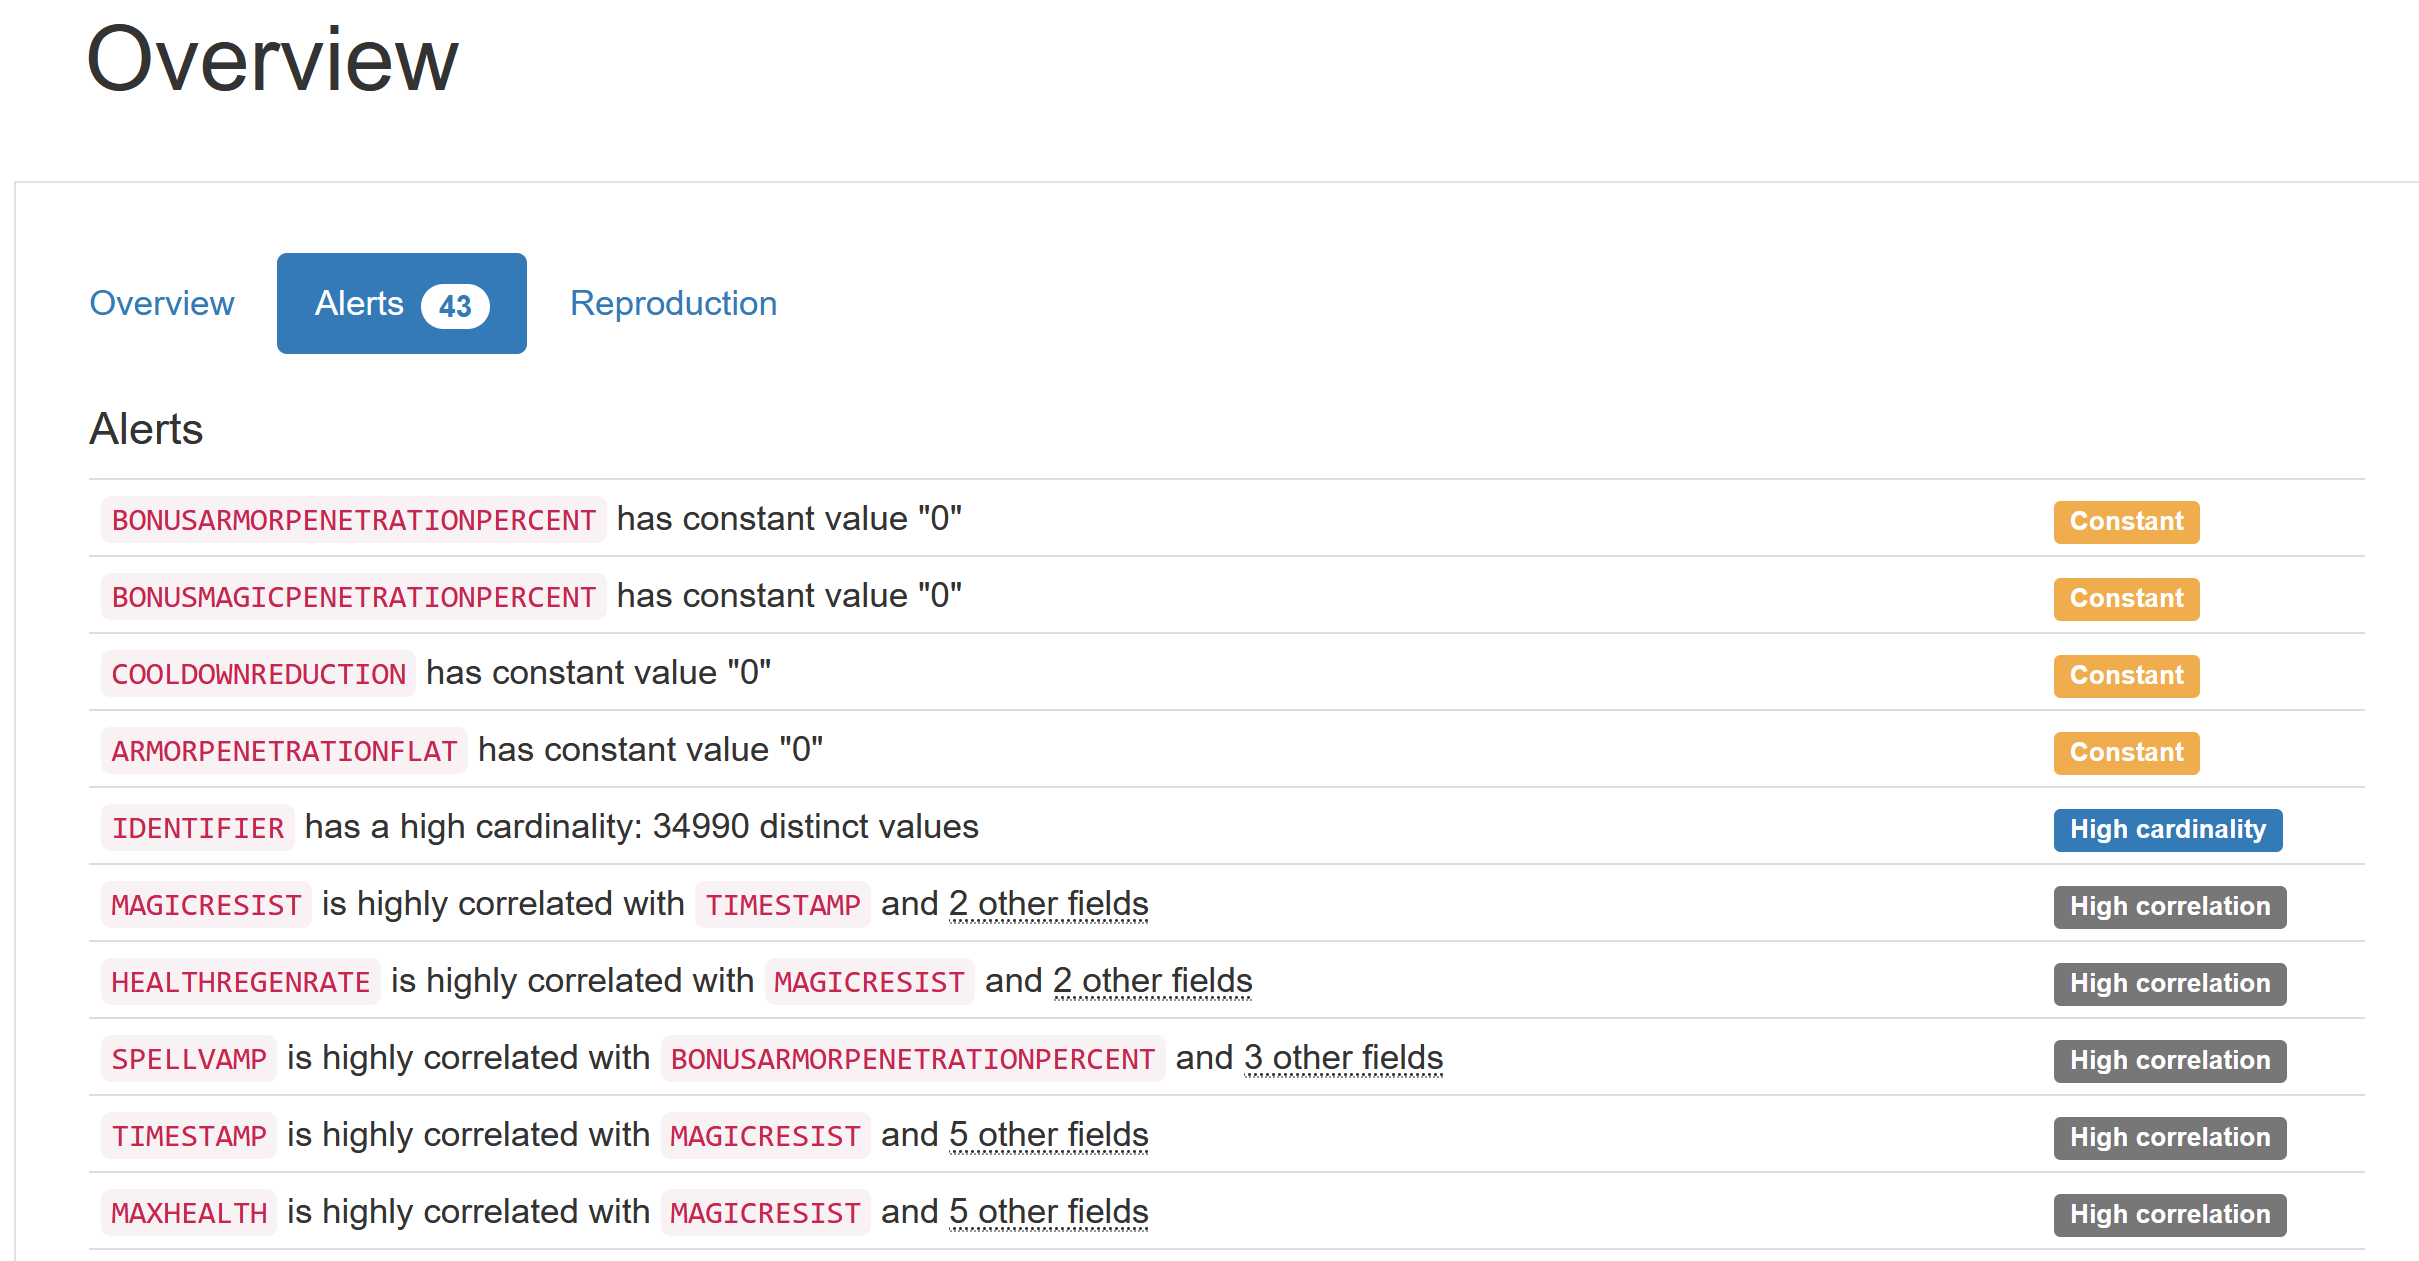 Overview
Overview Alerts 43 Reproduction
Alerts
BONUSARMORPENETRATIONPERCENT has constant value "0" Constant
BONUSMAGICPENETRATIONPERCENT has constant value "0" Constant
COOLDOWNREDUCTION has constant value "0" Constant
ARMORPENETRATIONFLAT has constant value "0" Constant
IDENTIFIER has a high cardinality: 34990 distinct values High cardinality
MAGICRESIST is highly correlated with TIMESTAMP and 2 other fields High correlation
HEALTHREGENRATE is highly correlated with MAGICRESIST and 2 other fields High correlation
SPELLVAMP is highly correlated with BONUSARMORPENETRATIONPERCENT and 3 other fields High correlation
TIMESTAMP is highly correlated with MAGICRESIST and 5 other fields High correlation
MAXHEALTH is highly correlated with MAGICRESIST and 5 other fields High correlation